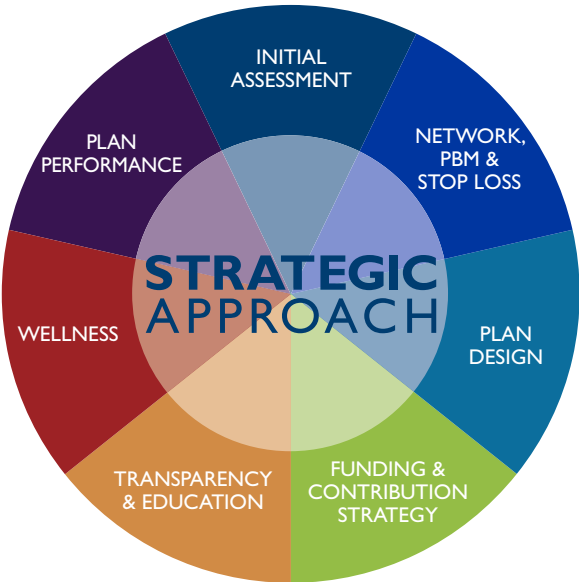 INITIAL
ASSESSMENT
NETWORK,
PBM &
STOP LOSS
PLAN
DESIGN
FUNDING &
CONTRIBUTION
STRATEGY
TRANSPARENCY
& EDUCATION
WELLNESS
PLAN
PERFORMANCE
STRATEGIC
APPROACH